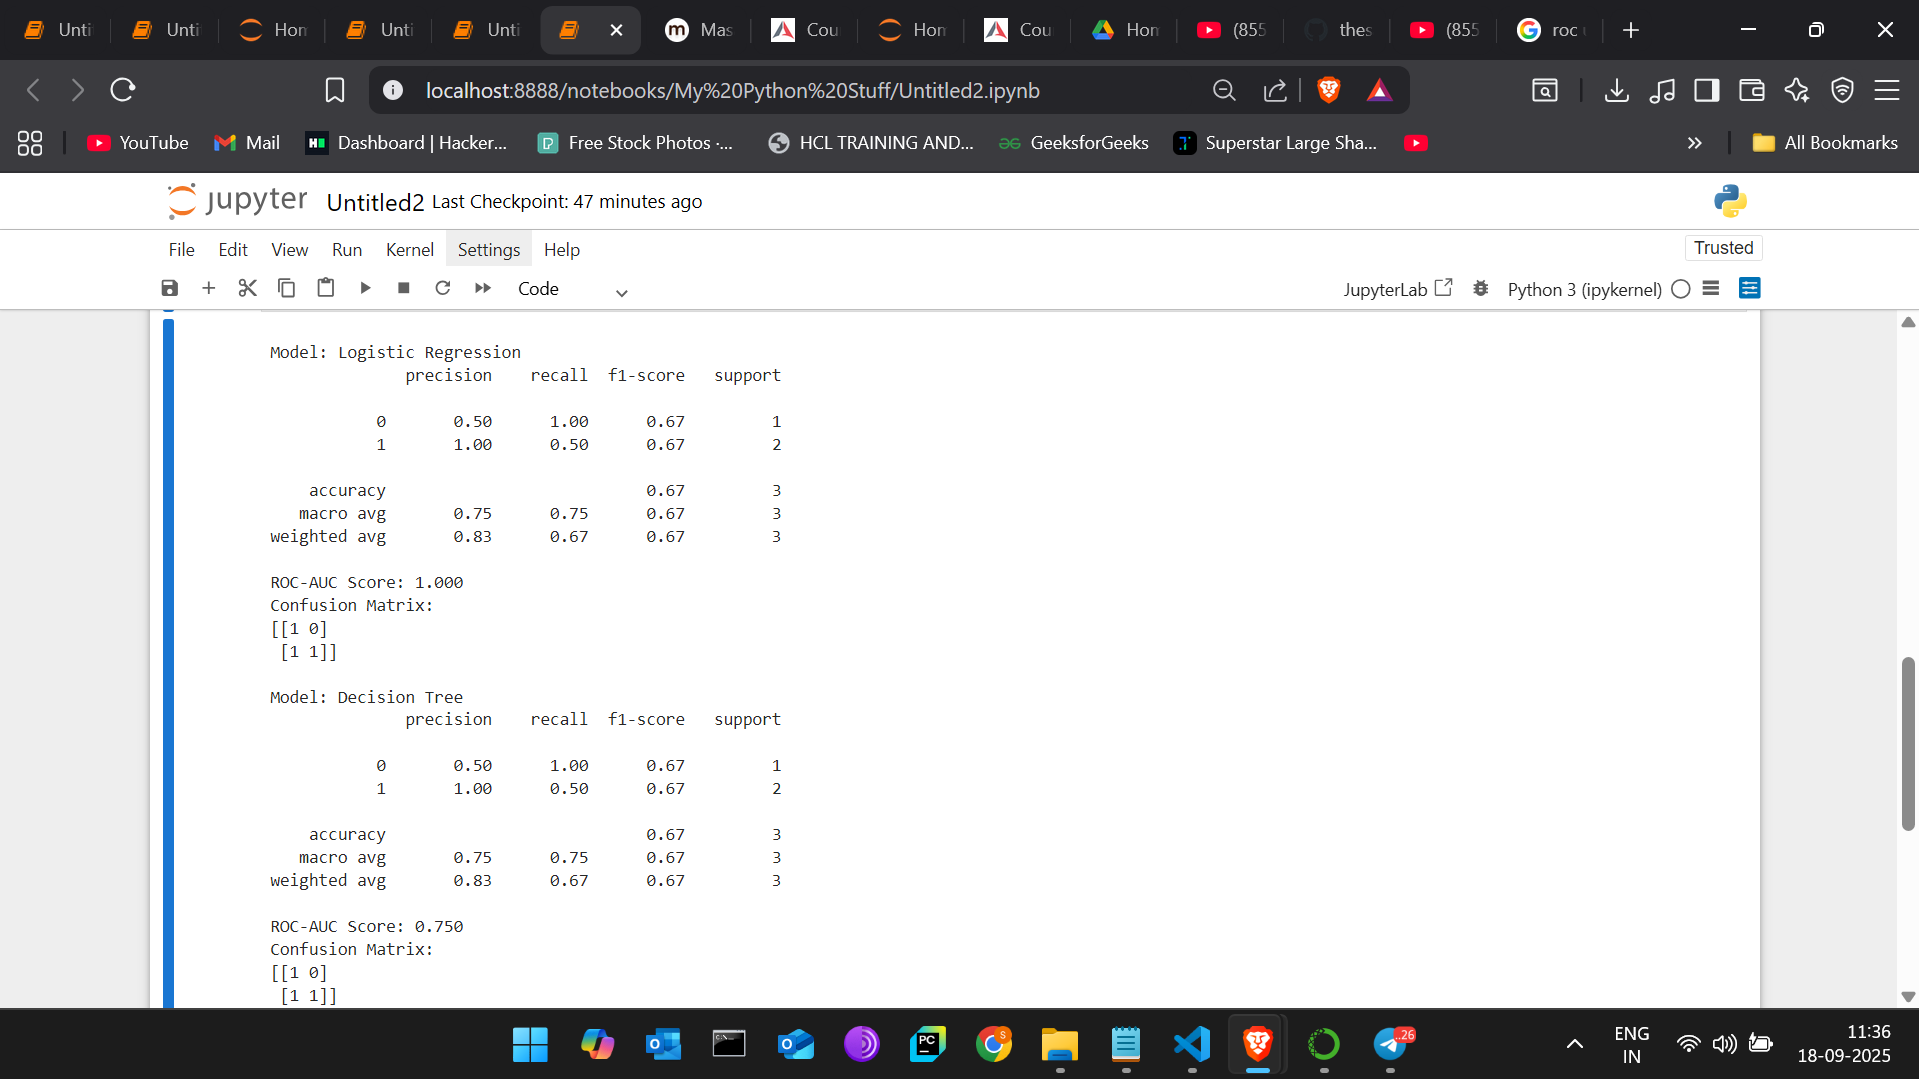 Unti
Unti
Hom
Unti
Unti
Mas
Cou
Hom
Cou
Hom
(855
thes
(855
roc
localhost:8888/notebooks/My%20Python%20Stuff/Untitled2.ipynb
YouTube
Mail
Dashboard | Hacker...
Free Stock Photos ·...
HCL TRAINING AND...
GeeksforGeeks
Superstar Large Sha...
All Bookmarks
jupyter Untitled2 Last Checkpoint: 47 minutes ago
File Edit View Run Kernel Settings Help
Trusted
Code
JupyterLab
Python 3 (ipykernel)
Model: Logistic Regression
precision recall f1-score support
0 0.50 1.00 0.67 1
1 1.00 0.50 0.67 2
accuracy 0.67 3
macro avg 0.75 0.75 0.67 3
weighted avg 0.83 0.67 0.67 3
ROC-AUC Score: 1.000
Confusion Matrix:
[[1 0]
[1 1]]
Model: Decision Tree
precision recall f1-score support
0 0.50 1.00 0.67 1
1 1.00 0.50 0.67 2
accuracy 0.67 3
macro avg 0.75 0.75 0.67 3
weighted avg 0.83 0.67 0.67 3
ROC-AUC Score: 0.750
Confusion Matrix:
[[1 0]
[1 1]]
PC
..26
ENG
IN
11:36
18-09-2025